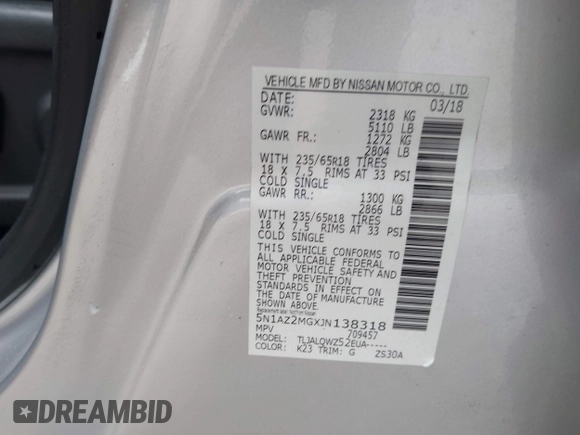 VEHICLE MFD BY NISSAN MOTOR CO., LTD.
DATE: 03/18
GVWR: 2318 KG
5110 LB
GAWR FR.: 1272 KG
2804 LB
WITH 235/65R18 TIRES
18 X 7.5 RIMS AT 33 PSI
COLD SINGLE
GAWR RR.: 1300 KG
2866 LB
WITH 235/65R18 TIRES
18 X 7.5 RIMS AT 33 PSI
COLD SINGLE
THIS VEHICLE CONFORMS TO
ALL APPLICABLE FEDERAL
MOTOR VEHICLE SAFETY AND
THEFT PREVENTION
STANDARDS IN EFFECT ON
THE DATE OF MANUFACTURE
SHOWN ABOVE.
5N1AZ2MGXJN138318
709457
MPV
MODEL: TLJALQWZ52EUA-----
COLOR: K23 TRIM: G ZS30A
DREAMBID
dreambid.com